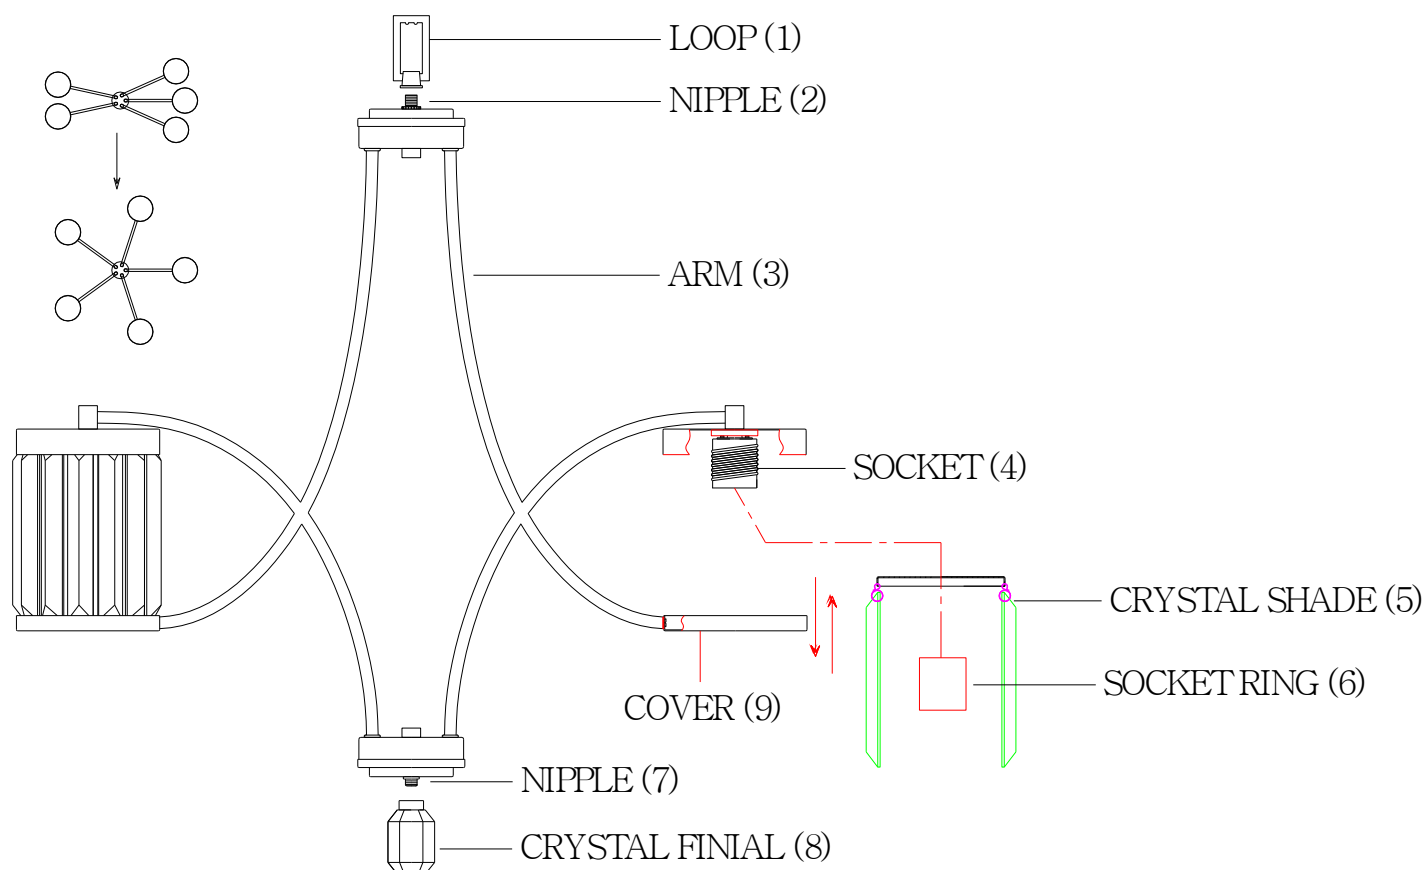 LOOP (1)
NIPPLE (2)
ARM (3)
SOCKET (4)
CRYSTAL SHADE (5)
SOCKET RING (6)
COVER (9)
NIPPLE (7)
CRYSTAL FINIAL (8)